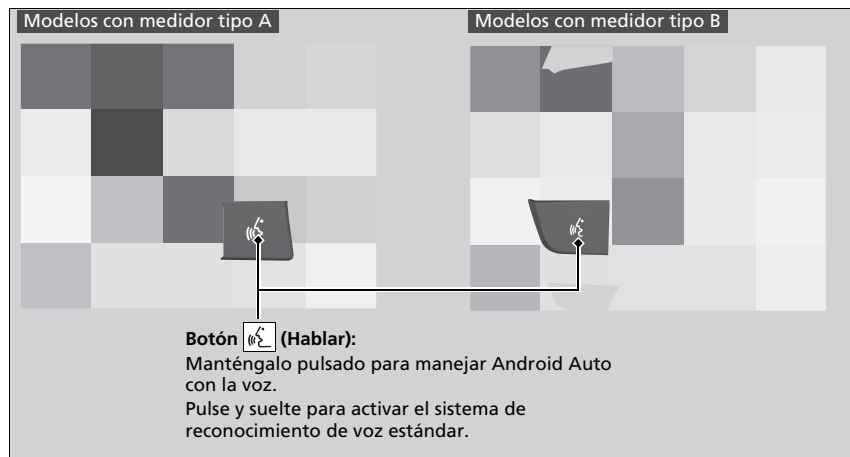 Modelos con medidor tipo A
Modelos con medidor tipo B
Botón (Hablar):
Manténgalo pulsado para manejar Android Auto
con la voz.
Pulse y suelte para activar el sistema de
reconocimiento de voz estándar.